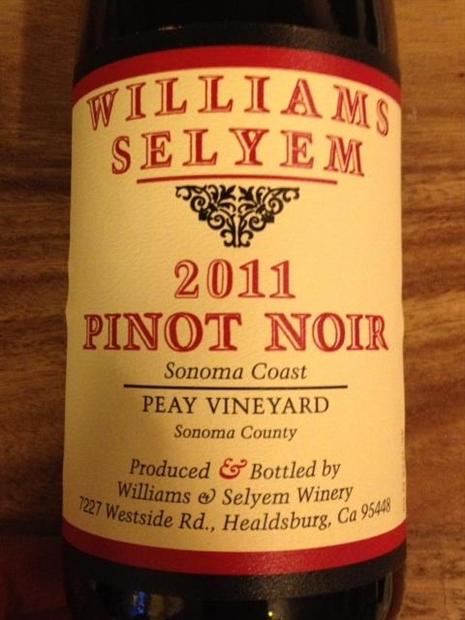 WILLIAMS
SELYEM
2011
PINOT NOIR
Sonoma Coast
PEAY VINEYARD
Sonoma County
Produced & Bottled by
Williams & Selyem Winery
7227 Westside Rd., Healdsburg, Ca 95448